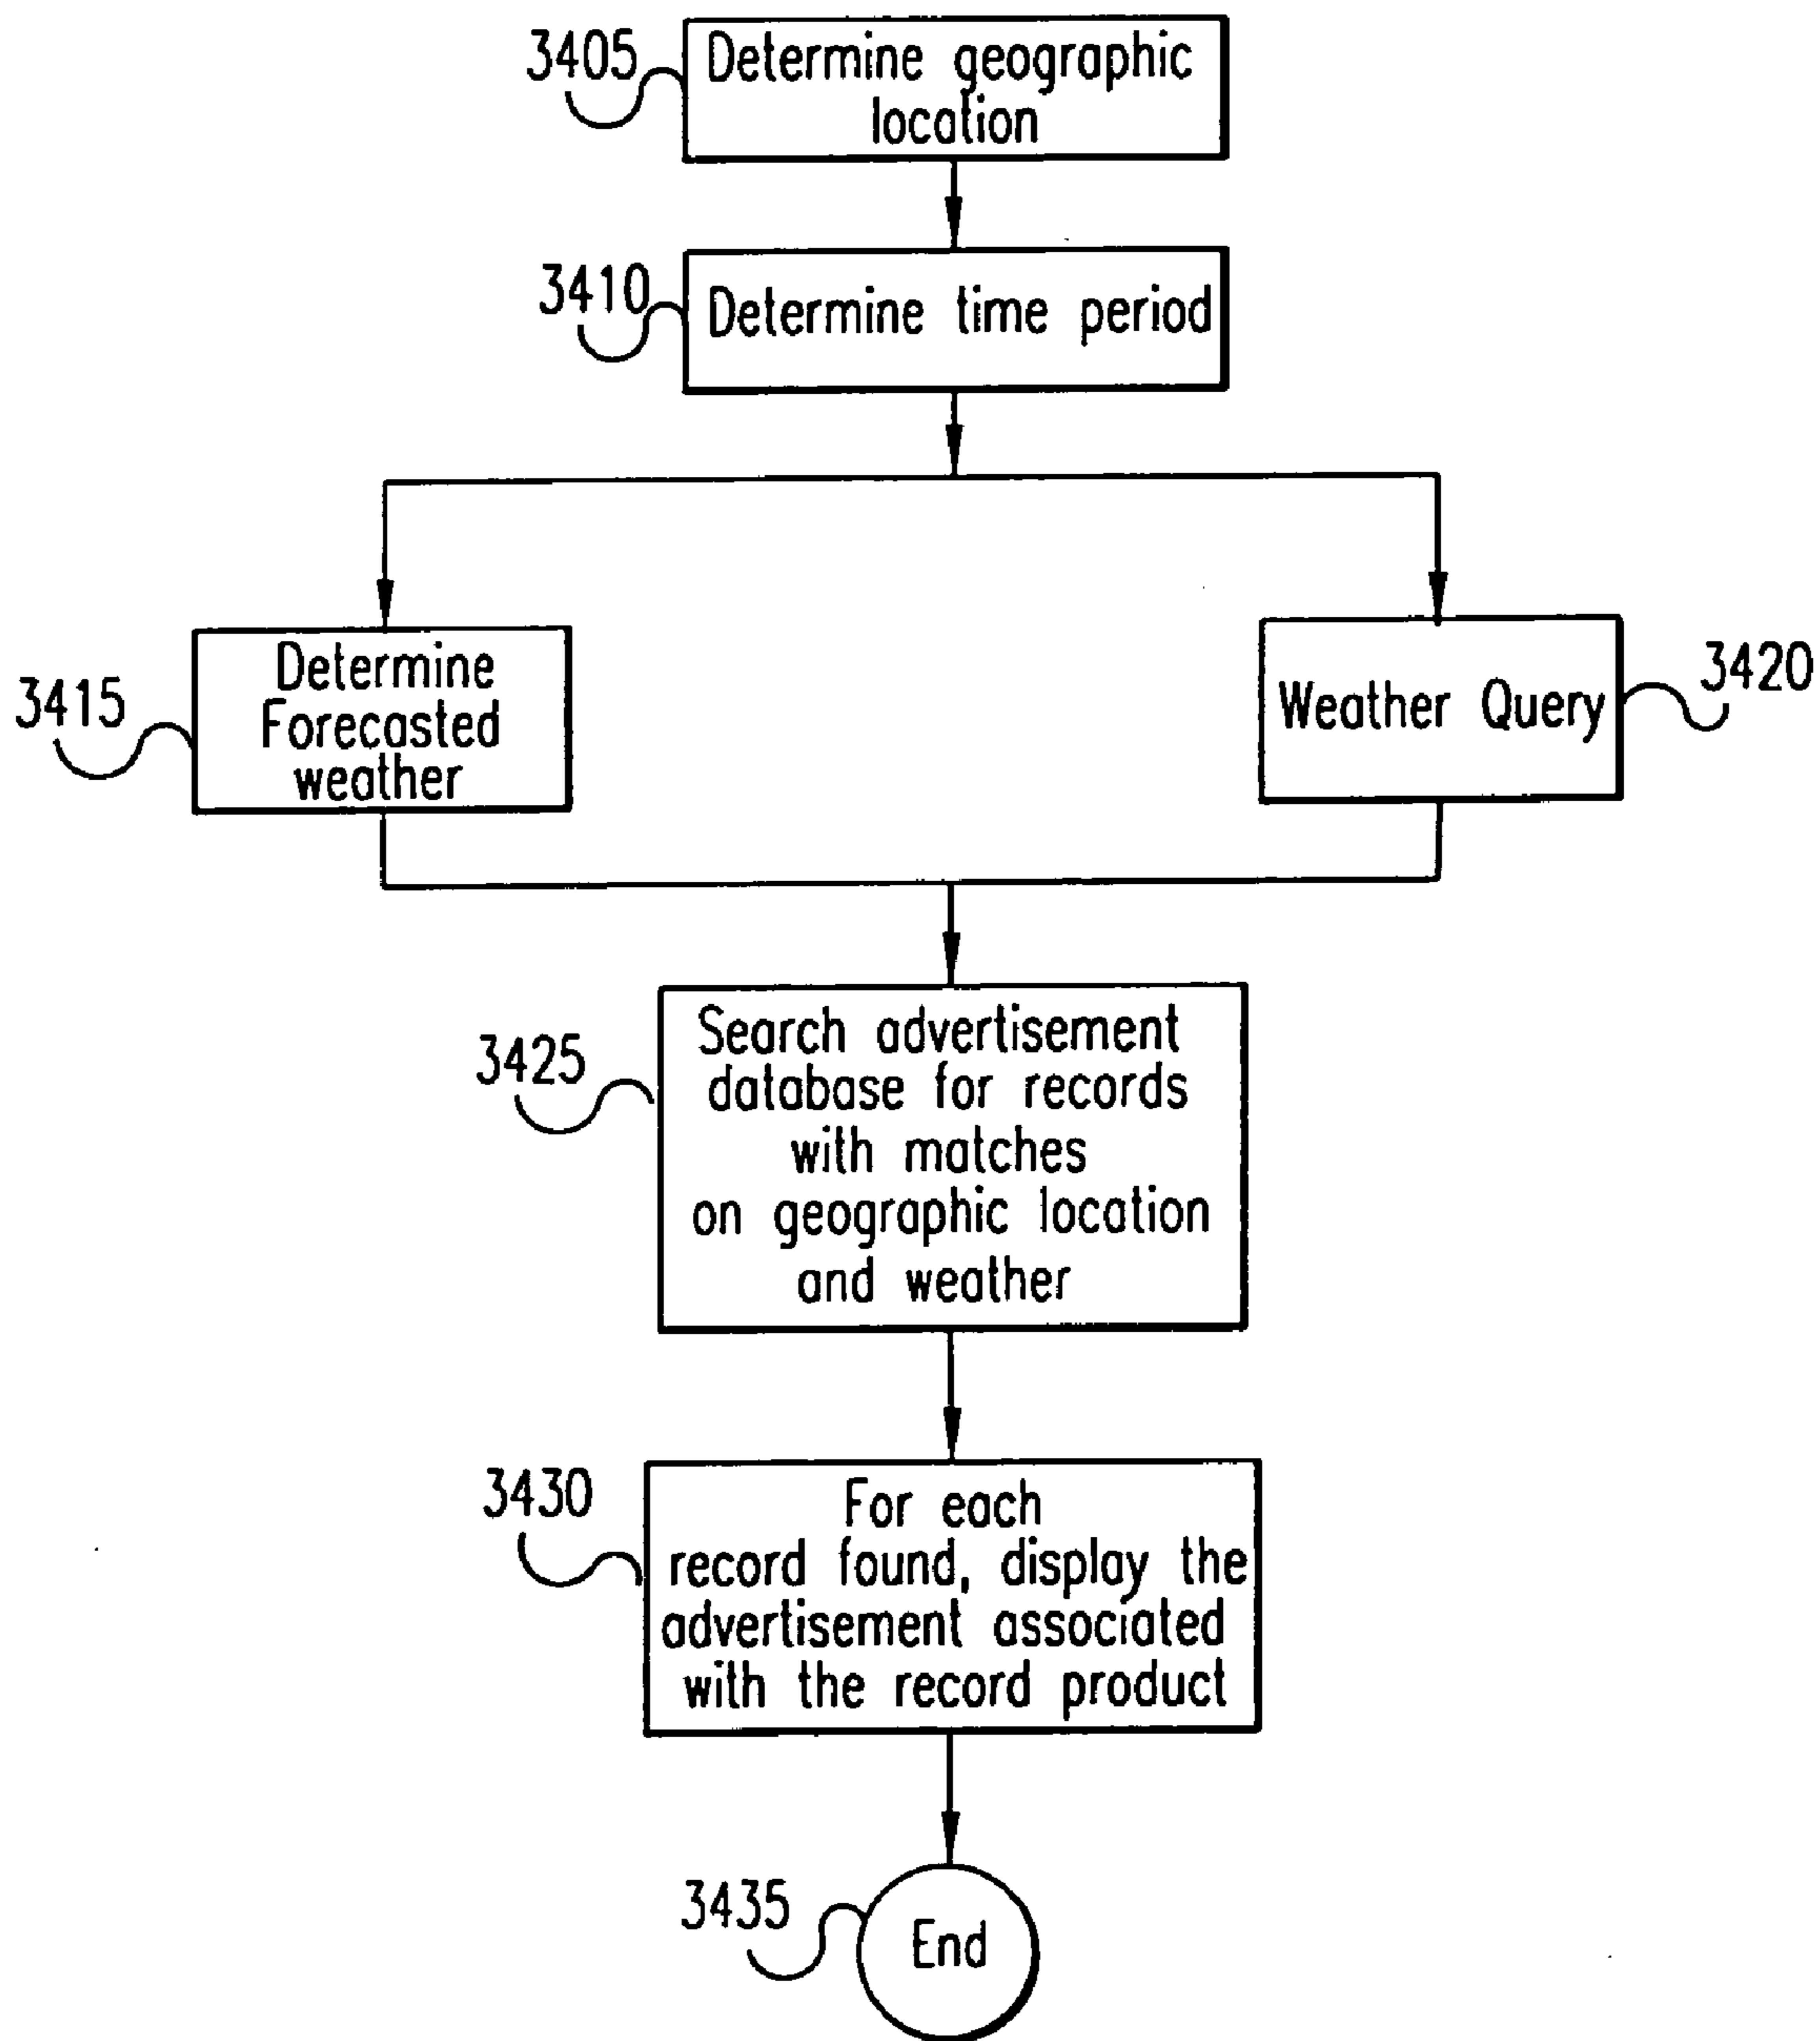 3405
Determine geographic
location
3410
Determine time period
3415
Determine
Forecasted
weather
Weather Query
3420
3425
Search advertisement
database for records
with matches
on geographic location
and weather
3430
For each
record found, display the
advertisement associated
with the record product
3435
End